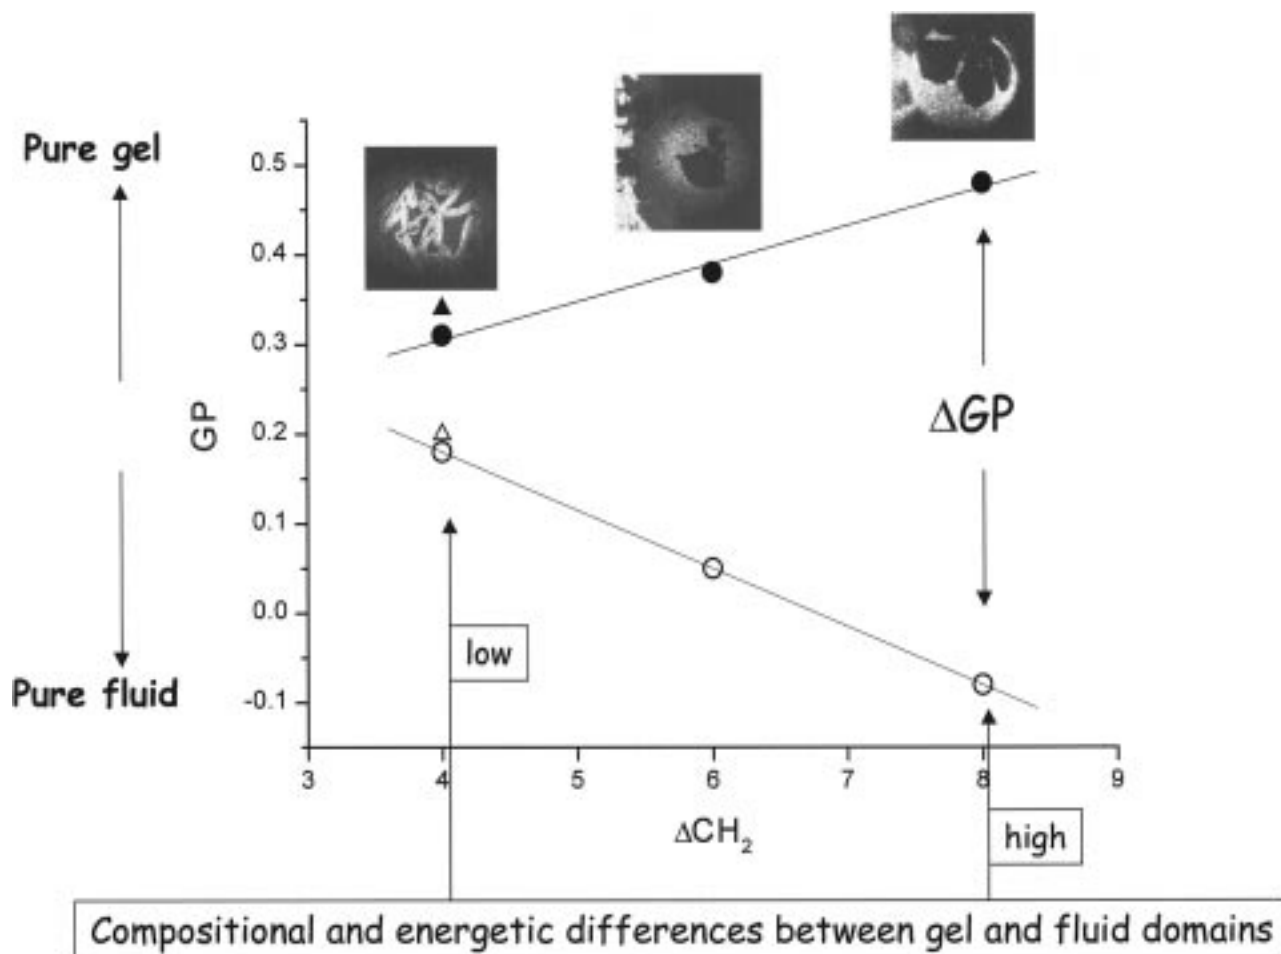 Pure gel
Pure fluid
GP
0.5
0.4
0.3
0.2
0.1
0.0
-0.1
ΔGP
low
high
3 4 5 6 7 8 9
ΔCH₂
Compositional and energetic differences between gel and fluid domains